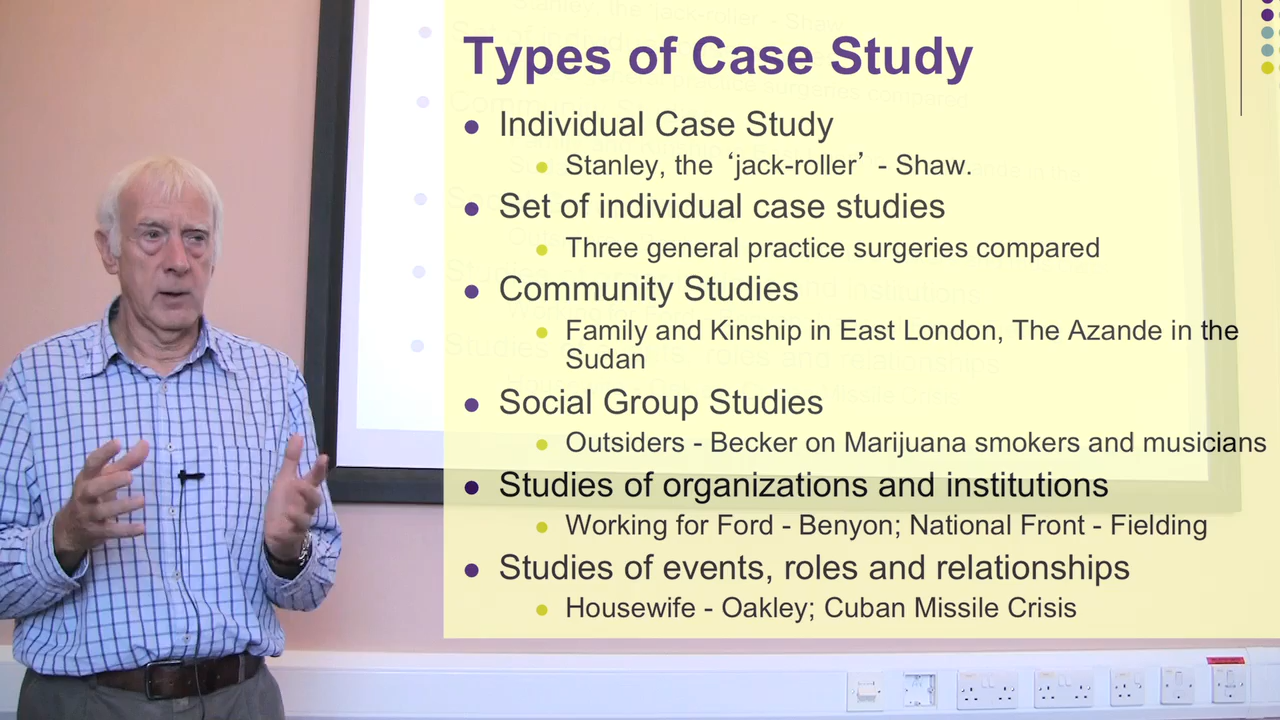 Types of Case Study
Individual Case Study
Stanley, the ‘jack-roller’ - Shaw.
Set of individual case studies
Three general practice surgeries compared
Community Studies
Family and Kinship in East London, The Azande in the
Sudan
Social Group Studies
Outsiders - Becker on Marijuana smokers and musicians
Studies of organizations and institutions
Working for Ford - Benyon; National Front - Fielding
Studies of events, roles and relationships
Housewife - Oakley; Cuban Missile Crisis